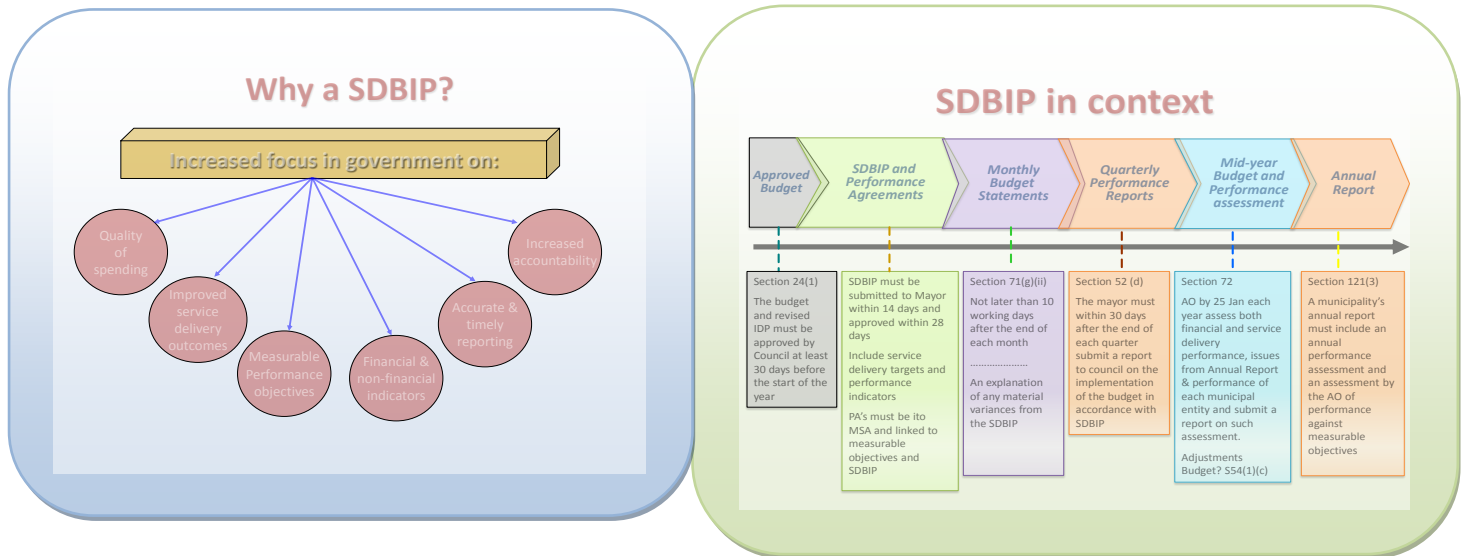 Why a SDBIP?
Increased focus in government on:
Quality
of
spending
Improved
service
delivery
outcomes
Measurable
Performance
objectives
Financial &
non-financial
indicators
Accurate &
timely
reporting
Increased
accountability
SDBIP in context
Approved
Budget
SDBIP and
Performance
Agreements
Monthly
Budget
Statements
Quarterly
Performance
Reports
Mid-year
Budget and
Performance
assessment
Annual
Report
Section 24(1)
The budget
and revised
IDP must be
approved by
Council at least
30 days before
the start of the
year
SDBIP must be
submitted to Mayor
within 14 days and
approved within 28
days
Include service
delivery targets and
performance
indicators
PA's must be ito
MSA and linked to
measurable
objectives and
SDBIP
Section 71(g)(ii)
Not later than 10
working days
after the end of
each month
.....................
An explanation
of any material
variances from
the SDBIP
Section 52 (d)
The mayor must
within 30 days
after the end of
each quarter
submit a report
to council on the
implementation
of the budget in
accordance with
SDBIP
Section 72
AO by 25 Jan each
year assess both
financial and service
delivery
performance, issues
from Annual Report
& performance of
each municipal
entity and submit a
report on such
assessment.
Adjustments
Budget? S54(1)(c)
Section 121(3)
A municipality's
annual report
must include an
annual
performance
assessment and
an assessment by
the AO of
performance
against
measurable
objectives